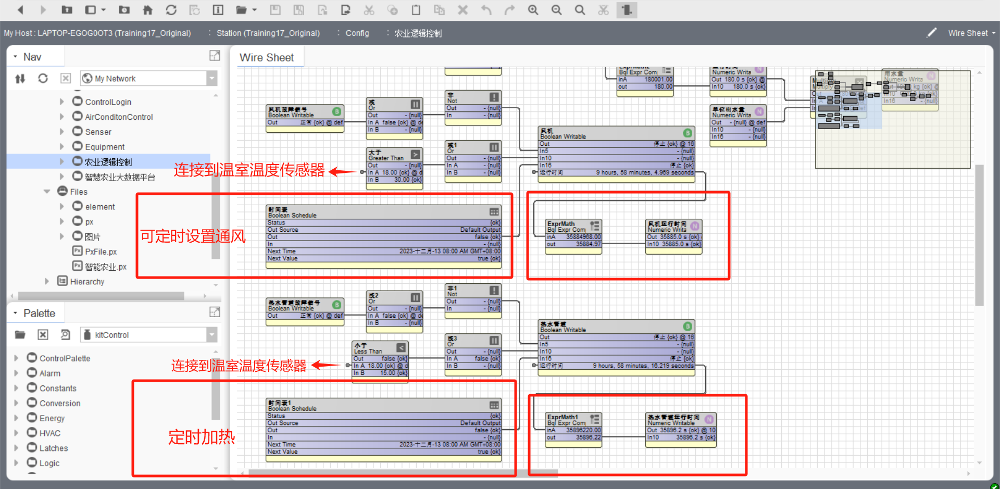 My Host : LAPTOP-EGOG0OT3 (Training17_Original) : Station (Training17_Original) : Config : 农业逻辑控制
Wire Sheet
Nav
My Network
ControlLogin
AirConditonControl
Senser
Equipment
农业逻辑控制
智慧农业大数据平台
Files
element
px
图片
PxFile.px
智能农业.px
Hierarchy
Palette
kitControl
ControlPalette
Alarm
Constants
Conversion
Energy
HVAC
Latches
Logic
Wire Sheet
ExprMath2
Bql Expr Com
inA 180001.00
out 180.00
运行时间
Numeric Writa
Out 180.0 s {ok} @
In10 180.0 s {ok}
Multiply
用水量
Numeric Writa
In10
In16 - {null}
单位出水量
Numeric Writa
Out - {null} @ def
In10 - {null}
In16 - {null}
风机故障信号
Boolean Writable
Out 正常 {ok} @ def
或
Or
Out - {null}
In A false {ok} @ de
In B - {null}
非
Not
Out - {null}
In - {null}
大于
Greater Than
Out - {null}
In A 18.00 {ok} @ d
In B 30.00 {ok}
或1
Or
Out - {null}
In A - {null}
In B - {null}
风机
Boolean Writable
Out 停止 {ok} @ 16
In5 - {null}
In10 - {null}
In16 停止 {ok}
运行时间 9 hours, 58 minutes, 4.969 seconds
连接到温室温度传感器
时间表
Boolean Schedule
Status {ok}
Out Source Default Output
Out false {ok}
In - {null}
Next Time 2023-十二月-13 08:00 AM GMT+08:00
Next Value true {ok}
可定时设置通风
ExprMath
Bql Expr Com
inA 35884968.00
out 35884.97
风机运行时间
Numeric Writa
Out 35885.0 s {ok}
In10 35885.0 s {ok}
热水管道故障信号
Boolean Writable
Out 正常 {ok} @ def
或2
Or
Out - {null}
In A false {ok} @ de
In B - {null}
非1
Not
Out - {null}
In - {null}
小于
Less Than
Out false {ok}
In A 18.00 {ok} @ d
In B 15.00 {ok}
或3
Or
Out - {null}
In A false {ok}
In B - {null}
热水管道
Boolean Writable
Out 停止 {ok} @ 16
In5 - {null}
In10 - {null}
In16 停止 {ok}
运行时间 9 hours, 58 minutes, 16.219 seconds
连接到温室温度传感器
时间表1
Boolean Schedule
Status {ok}
Out Source Default Output
Out false {ok}
In - {null}
Next Time 2023-十二月-13 08:00 AM GMT+08:00
Next Value true {ok}
定时加热
ExprMath1
Bql Expr Com
inA 35896220.00
out 35896.22
热水管道运行时间
Numeric Writable
Out 35896.2 s {ok} @ 10
In10 35896.2 s {ok}